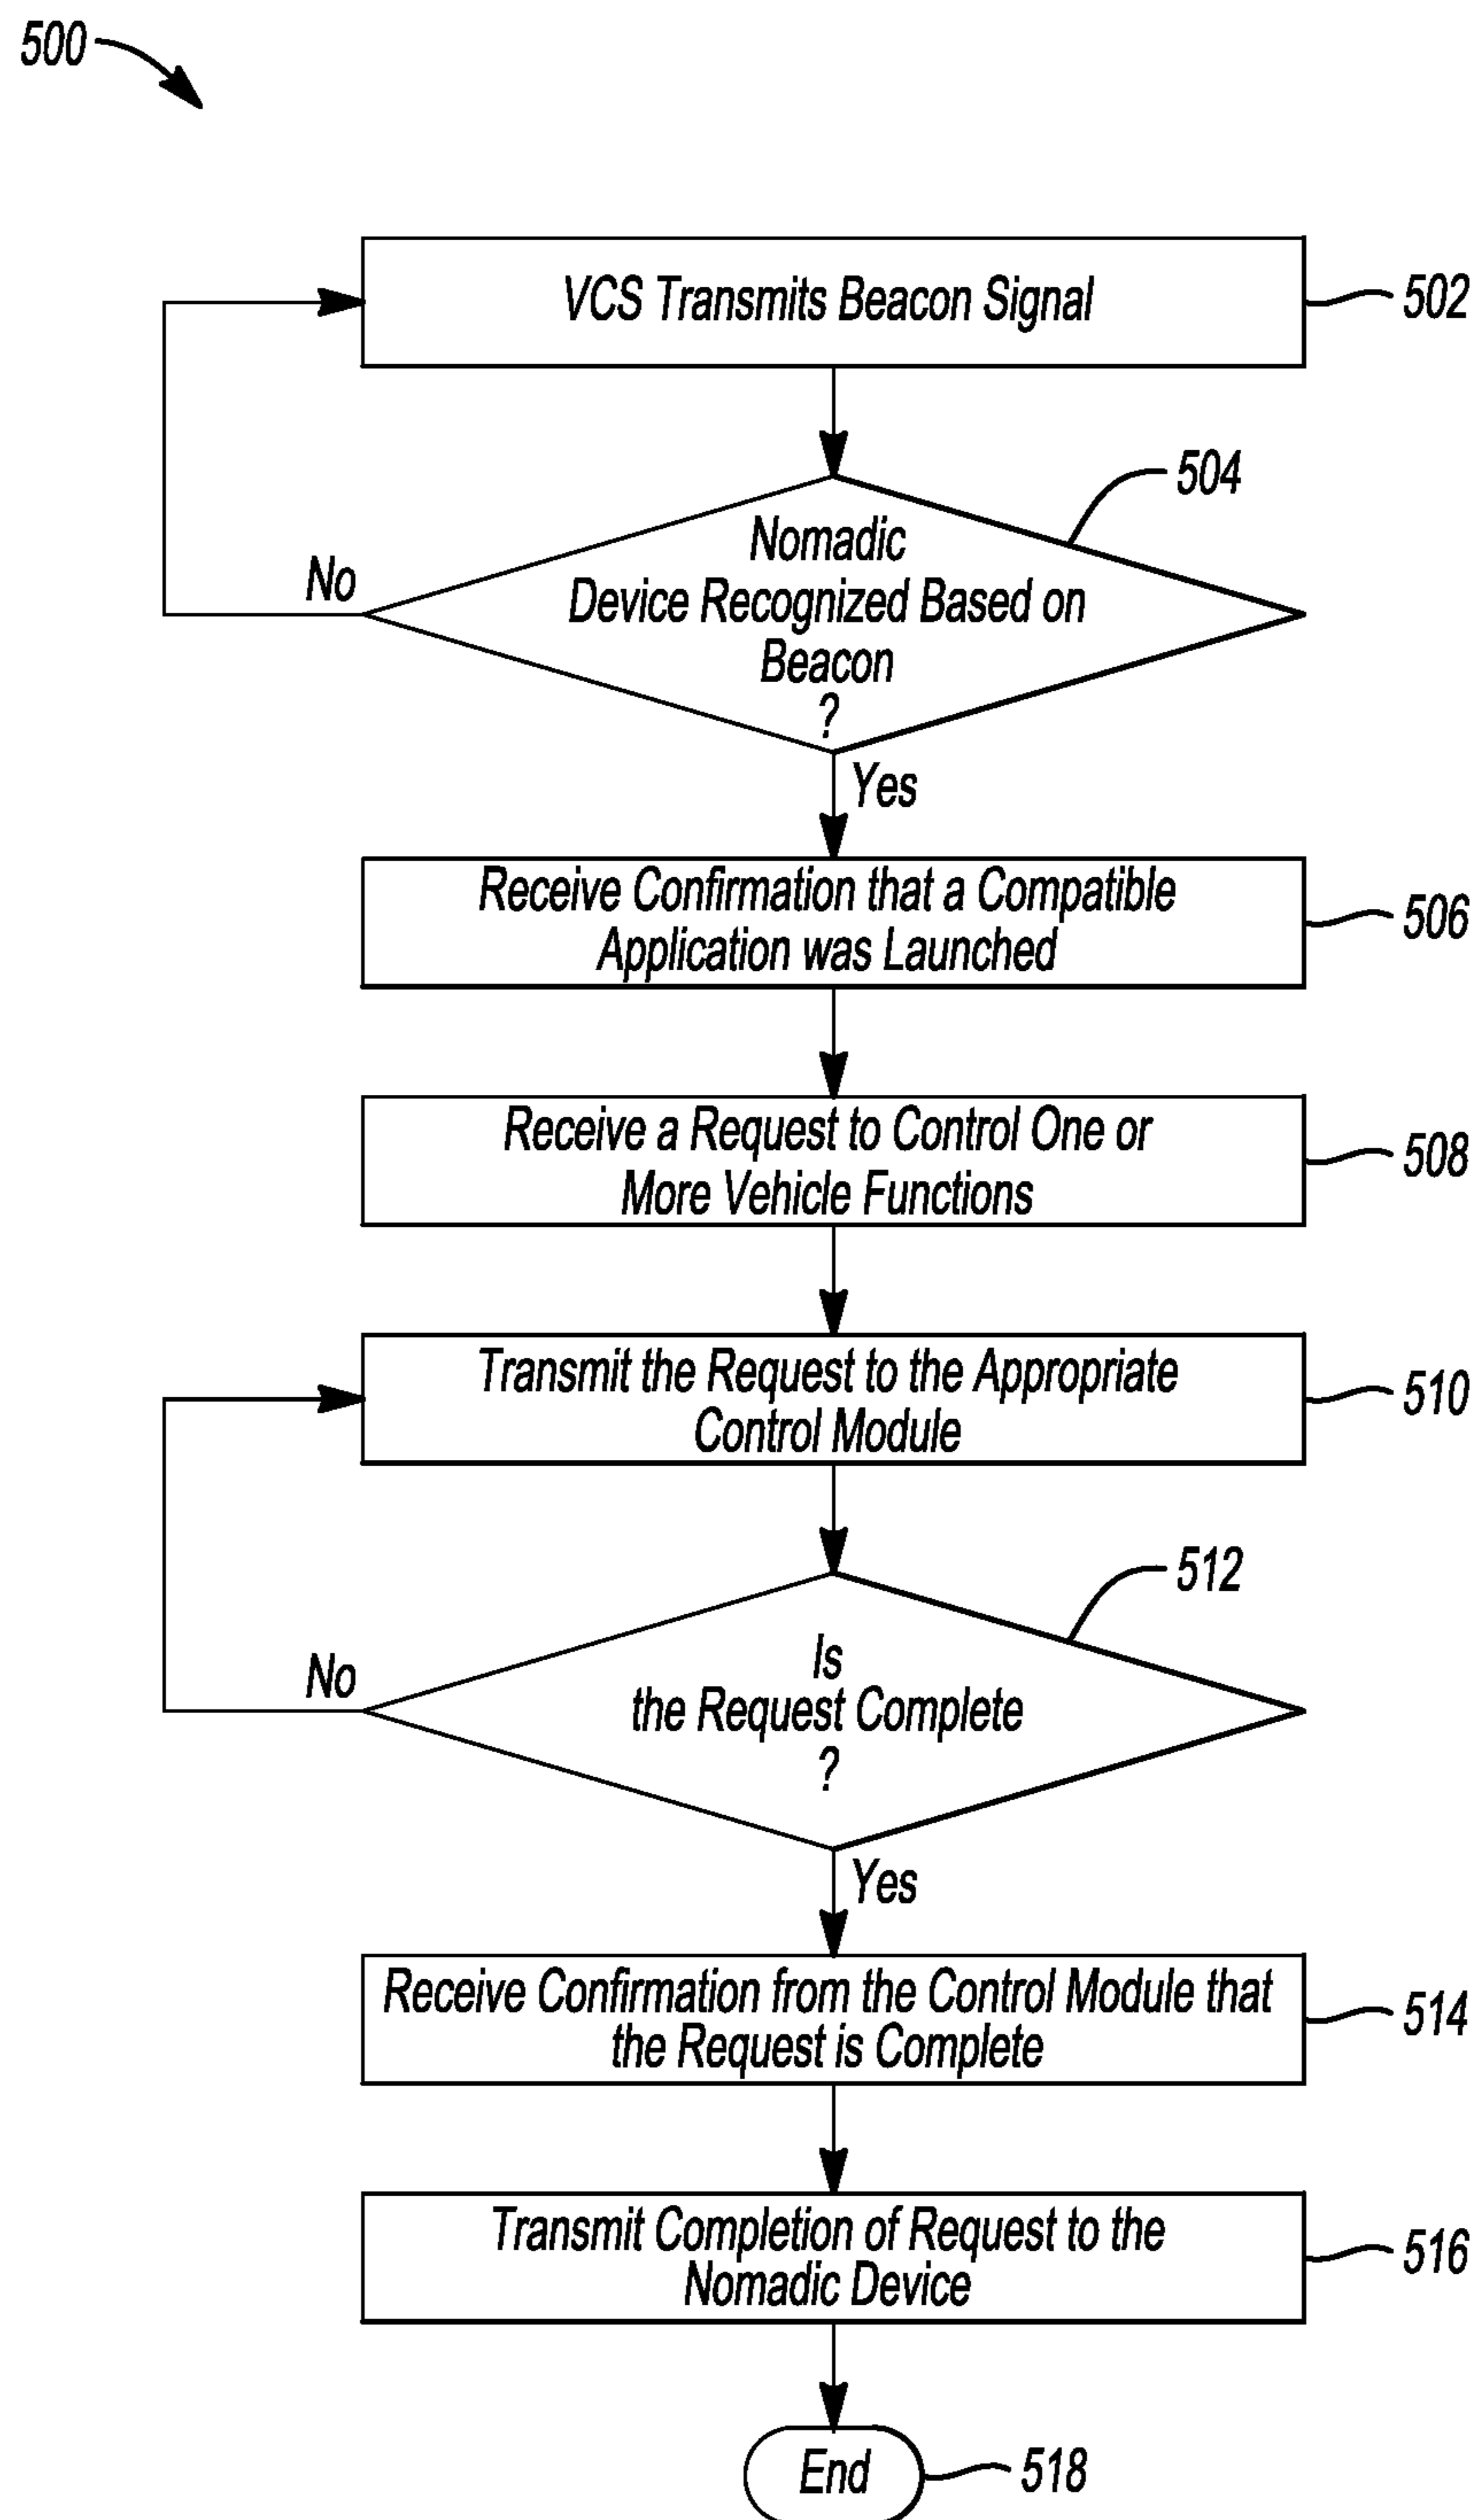 500
VCS Transmits Beacon Signal
502
504
Nomadic
Device Recognized Based on
Beacon
?
No
Yes
Receive Confirmation that a Compatible
Application was Launched
506
Receive a Request to Control One or
More Vehicle Functions
508
Transmit the Request to the Appropriate
Control Module
510
512
Is
the Request Complete
?
No
Yes
Receive Confirmation from the Control Module that
the Request is Complete
514
Transmit Completion of Request to the
Nomadic Device
516
End
518